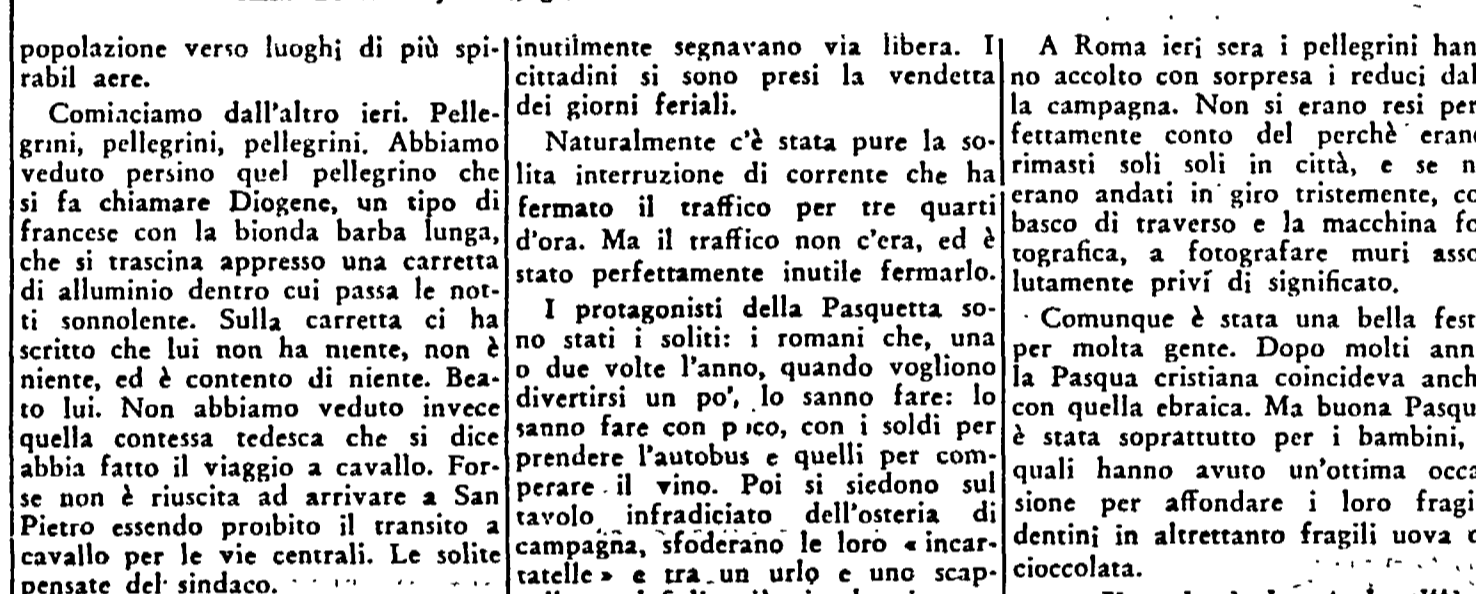 popolazione verso luoghi di più spi-
rabil aere.
Cominciamo dall'altro ieri. Pelle-
grini, pellegrini, pellegrini. Abbiamo
veduto persino quel pellegrino che
si fa chiamare Diogene, un tipo di
francese con la bionda barba lunga,
che si trascina appresso una carretta
di alluminio dentro cui passa le not-
ti sonnolente. Sulla carretta ci ha
scritto che lui non ha niente, non è
niente, ed è contento di niente. Bea-
to lui. Non abbiamo veduto invece
quella contessa tedesca che si dice
abbia fatto il viaggio a cavallo. For-
se non è riuscita ad arrivare a San
Pietro essendo proibito il transito a
cavallo per le vie centrali. Le solite
pensate del sindaco.
inutilmente segnavano via libera. I
cittadini si sono presi la vendetta
dei giorni feriali.
Naturalmente c'è stata pure la so-
lita interruzione di corrente che ha
fermato il traffico per tre quarti
d'ora. Ma il traffico non c'era, ed è
stato perfettamente inutile fermarlo.
I protagonisti della Pasquetta so-
no stati i soliti: i romani che, una
o due volte l'anno, quando vogliono
divertirsi un po', lo sanno fare: lo
sanno fare con poco, con i soldi per
prendere l'autobus e quelli per com-
perare il vino. Poi si siedono sul
tavolo infradiciato dell'osteria di
campagna, sfoderano le loro « incar-
tatelle » e tra un urlo e uno scap-
A Roma ieri sera i pellegrini han
no accolto con sorpresa i reduci dal
la campagna. Non si erano resi per
fettamente conto del perchè eran
rimasti soli soli in città, e se n
erano andati in giro tristemente, co
basco di traverso e la macchina fo
tografica, a fotografare muri asso
lutamente privi di significato.
Comunque è stata una bella fest
per molta gente. Dopo molti ann
la Pasqua cristiana coincideva anch
con quella ebraica. Ma buona Pasqu
è stata soprattutto per i bambini,
quali hanno avuto un'ottima occa
sione per affondare i loro fragi
dentini in altrettanto fragili uova
cioccolata.